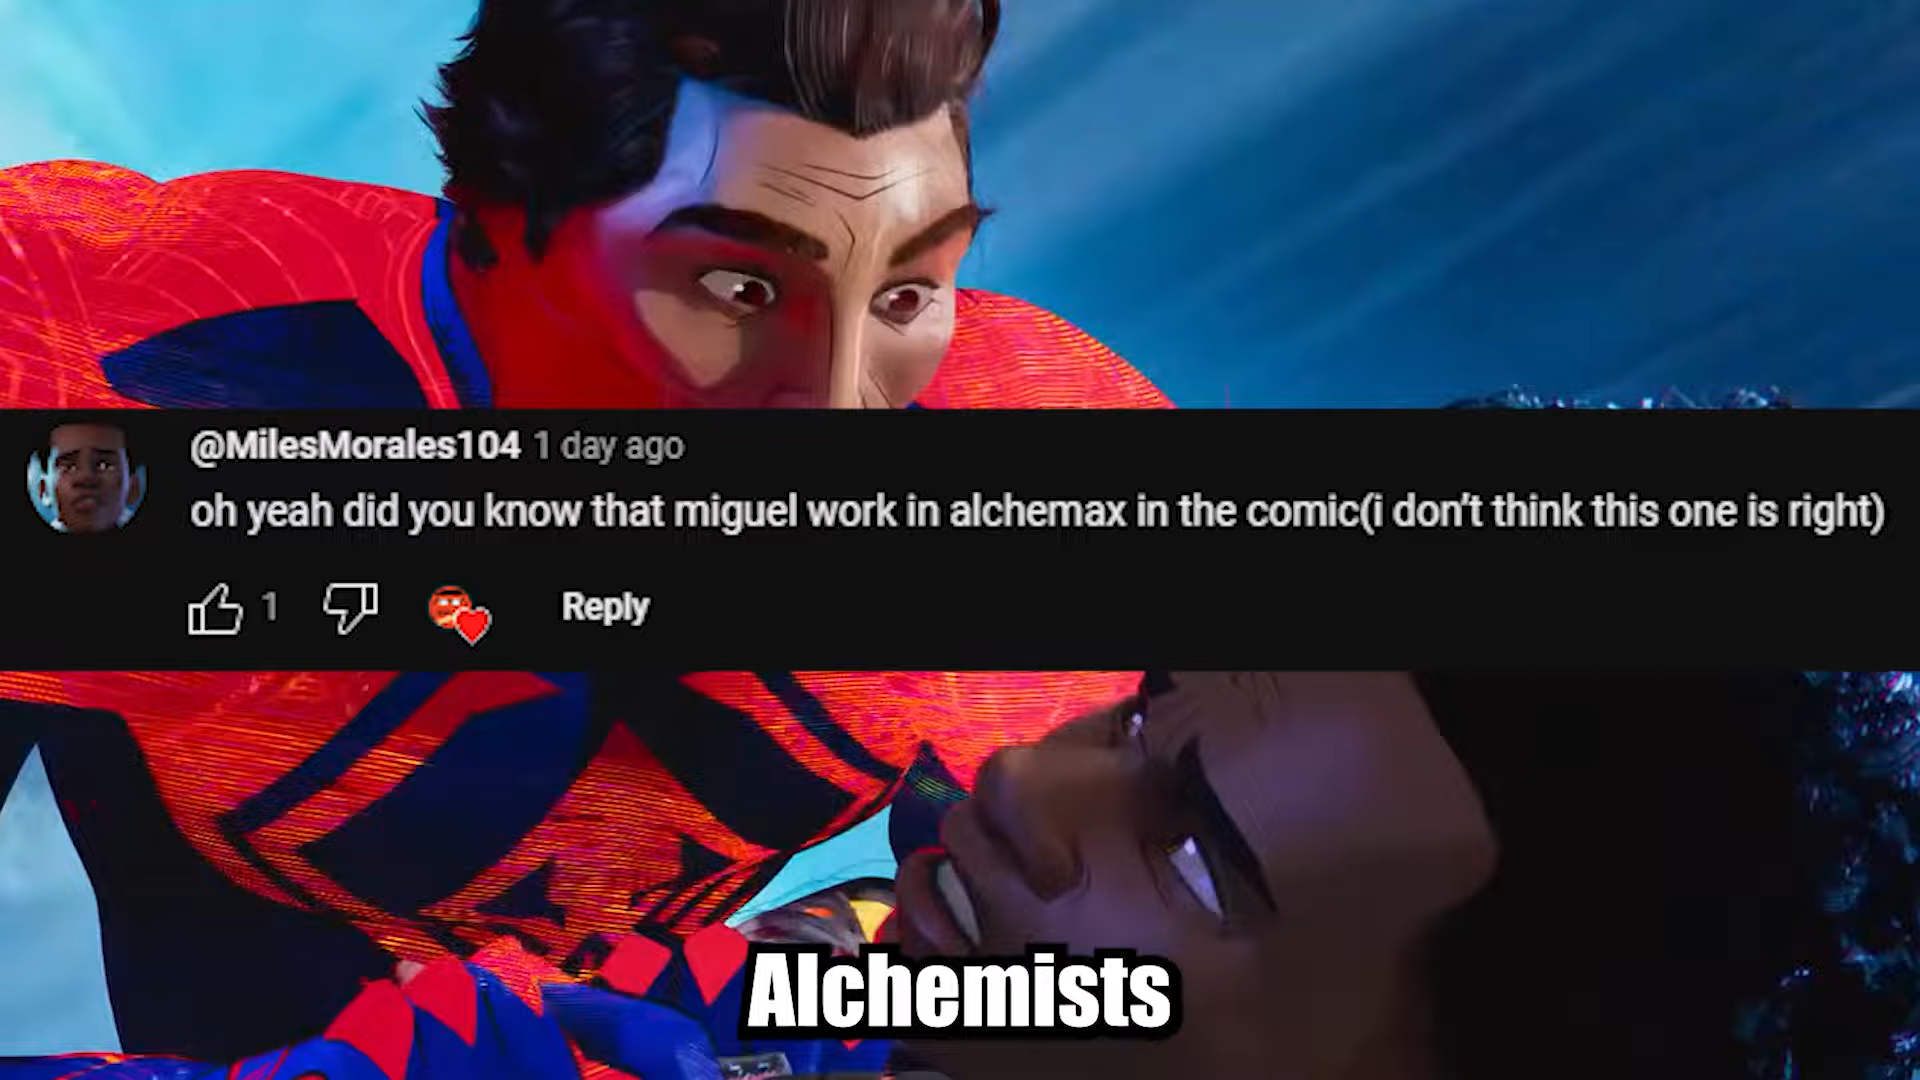 @MilesMorales104 1 day ago
oh yeah did you know that miguel work in alchemax in the comic(i don't think this one is right)
1
Reply
Alchemists